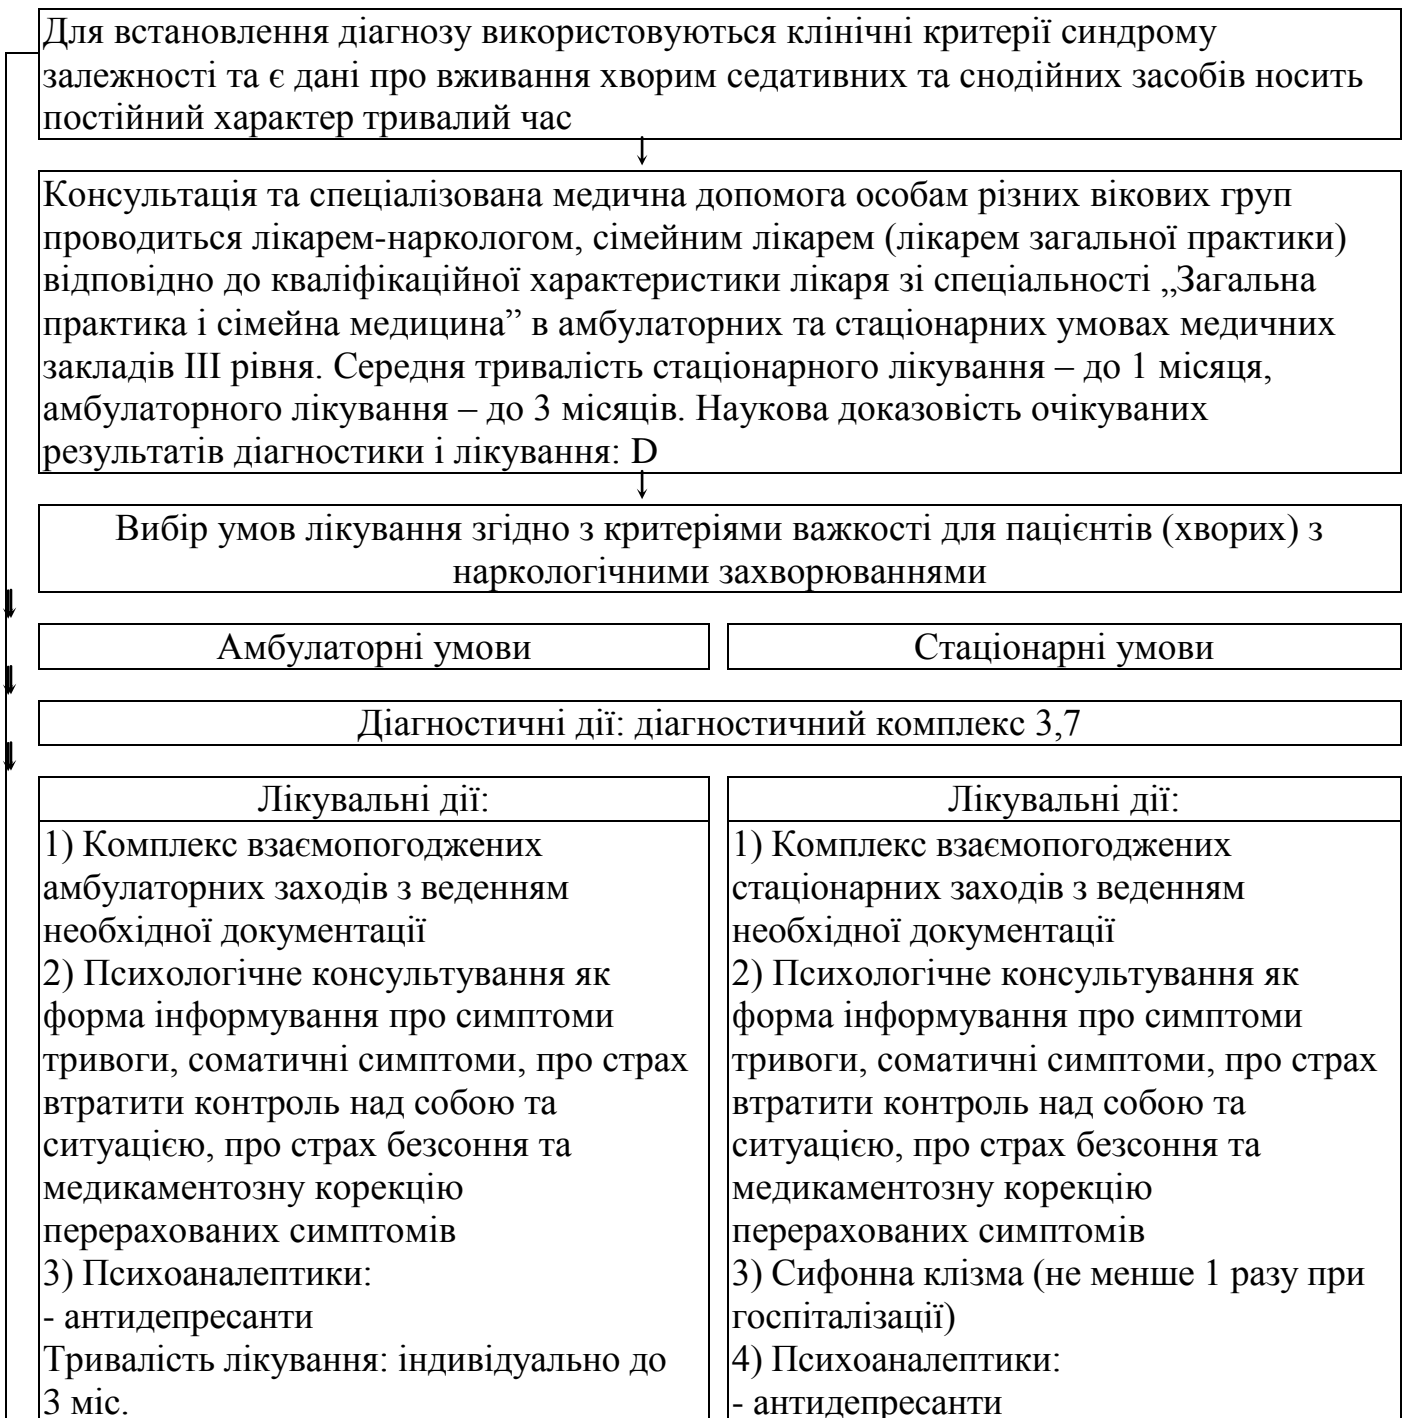 Для встановлення діагнозу використовуються клінічні критерії синдрому
залежності та є дані про вживання хворим седативних та снодійних засобів носить
постійний характер тривалий час
Консультація та спеціалізована медична допомога особам різних вікових груп
проводиться лікарем-наркологом, сімейним лікарем (лікарем загальної практики)
відповідно до кваліфікаційної характеристики лікаря зі спеціальності „Загальна
практика і сімейна медицина” в амбулаторних та стаціонарних умовах медичних
закладів III рівня. Середня тривалість стаціонарного лікування – до 1 місяця,
амбулаторного лікування – до 3 місяців. Наукова доказовість очікуваних
результатів діагностики і лікування: D
Вибір умов лікування згідно з критеріями важкості для пацієнтів (хворих) з
наркологічними захворюваннями
Амбулаторні умови
Стаціонарні умови
Діагностичні дії: діагностичний комплекс 3,7
Лікувальні дії:
1) Комплекс взаємопогоджених
амбулаторних заходів з веденням
необхідної документації
2) Психологічне консультування як
форма інформування про симптоми
тривоги, соматичні симптоми, про страх
втратити контроль над собою та
ситуацією, про страх безсоння та
медикаментозну корекцію
перерахованих симптомів
3) Психоаналептики:
- антидепресанти
Тривалість лікування: індивідуально до
3 міс.
Лікувальні дії:
1) Комплекс взаємопогоджених
стаціонарних заходів з веденням
необхідної документації
2) Психологічне консультування як
форма інформування про симптоми
тривоги, соматичні симптоми, про страх
втратити контроль над собою та
ситуацією, про страх безсоння та
медикаментозну корекцію
перерахованих симптомів
3) Сифонна клізма (не менше 1 разу при
госпіталізації)
4) Психоаналептики:
- антидепресанти